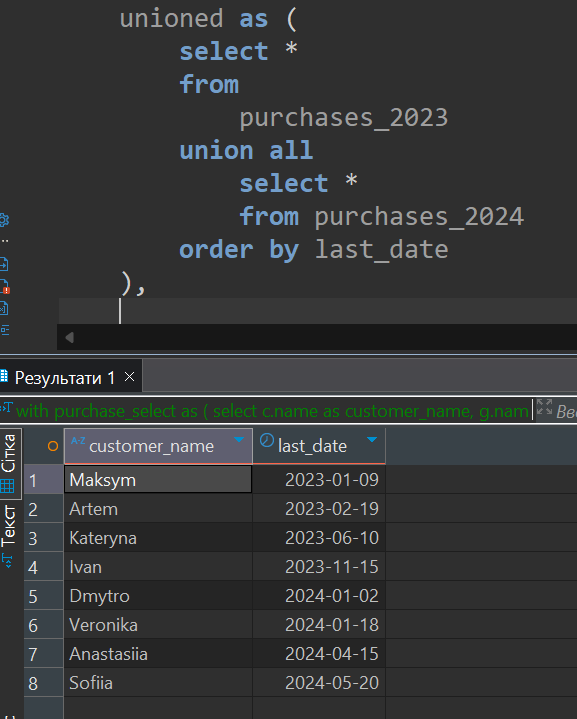 unioned as (
select *
from
purchases_2023
union all
select *
from purchases_2024
order by last_date
),
Результати 1
with purchase_select as ( select c.name as customer_name, g.nam
Сітка
Текст
A-Z customer_name last_date
1 Maksym 2023-01-09
2 Artem 2023-02-19
3 Kateryna 2023-06-10
4 Ivan 2023-11-15
5 Dmytro 2024-01-02
6 Veronika 2024-01-18
7 Anastasiia 2024-04-15
8 Sofiia 2024-05-20